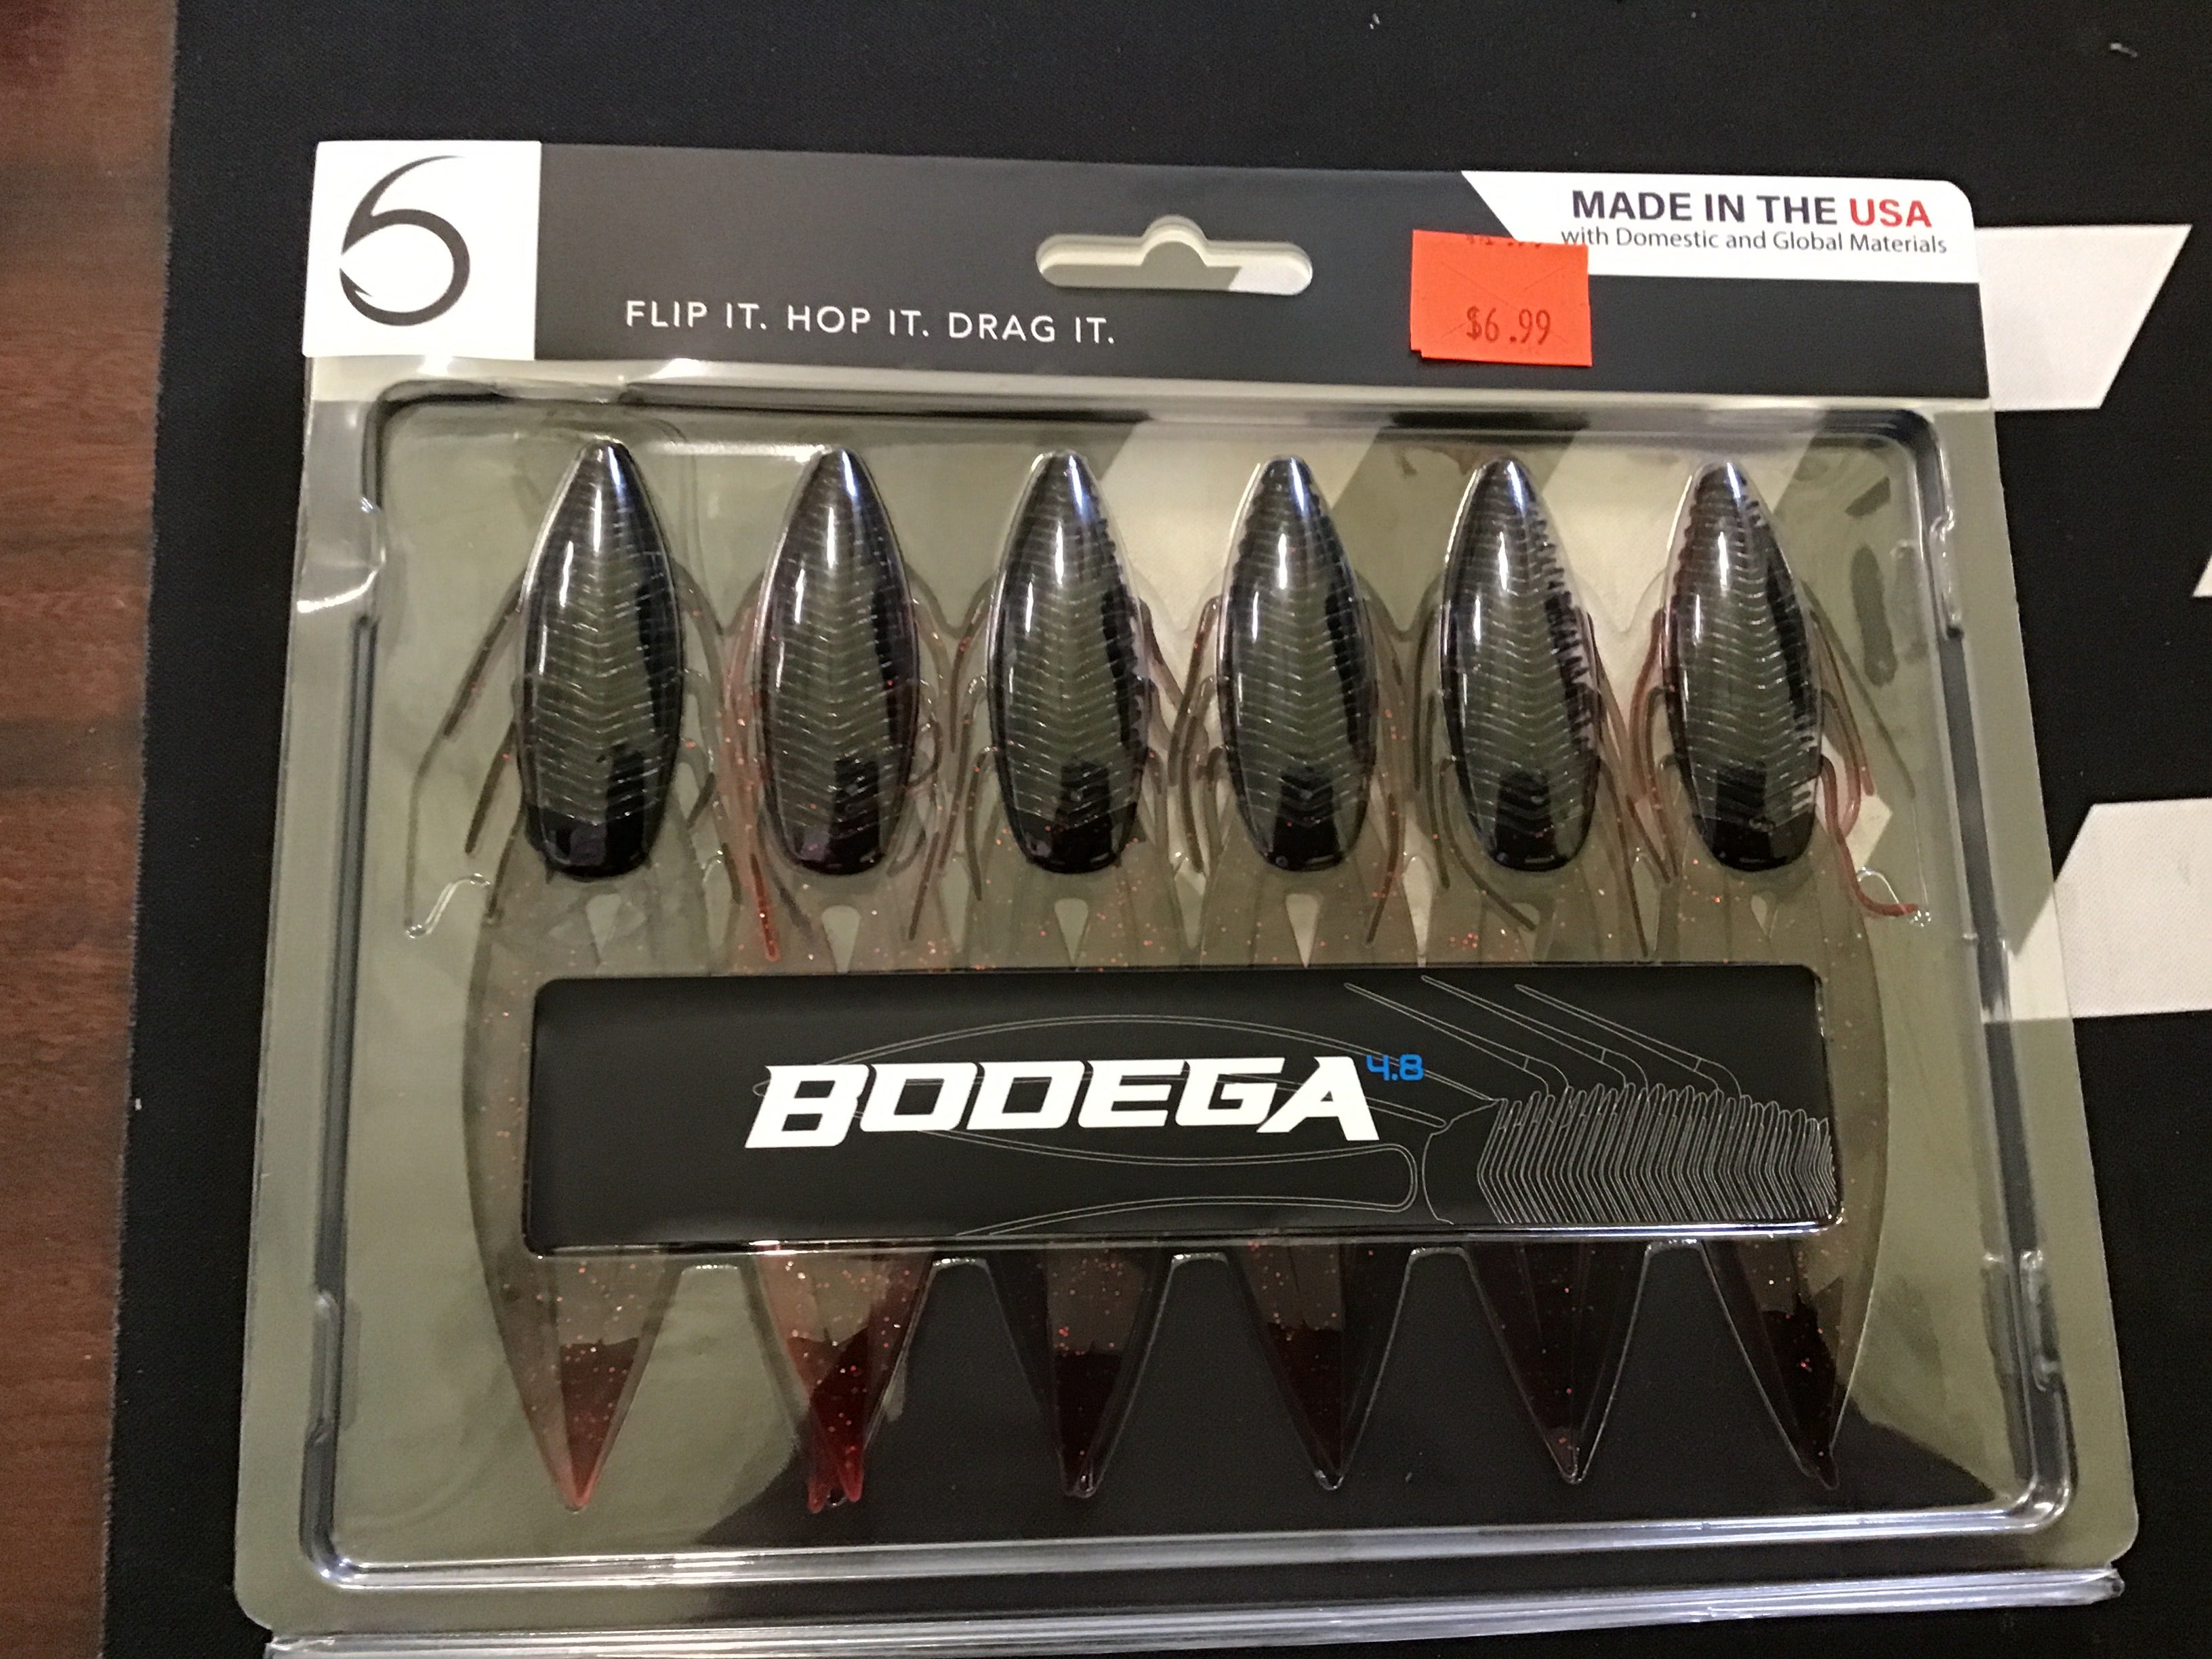 6
FLIP IT. HOP IT. DRAG IT.
MADE IN THE USA
with Domestic and Global Materials
$6.99
BODEGA 4.8